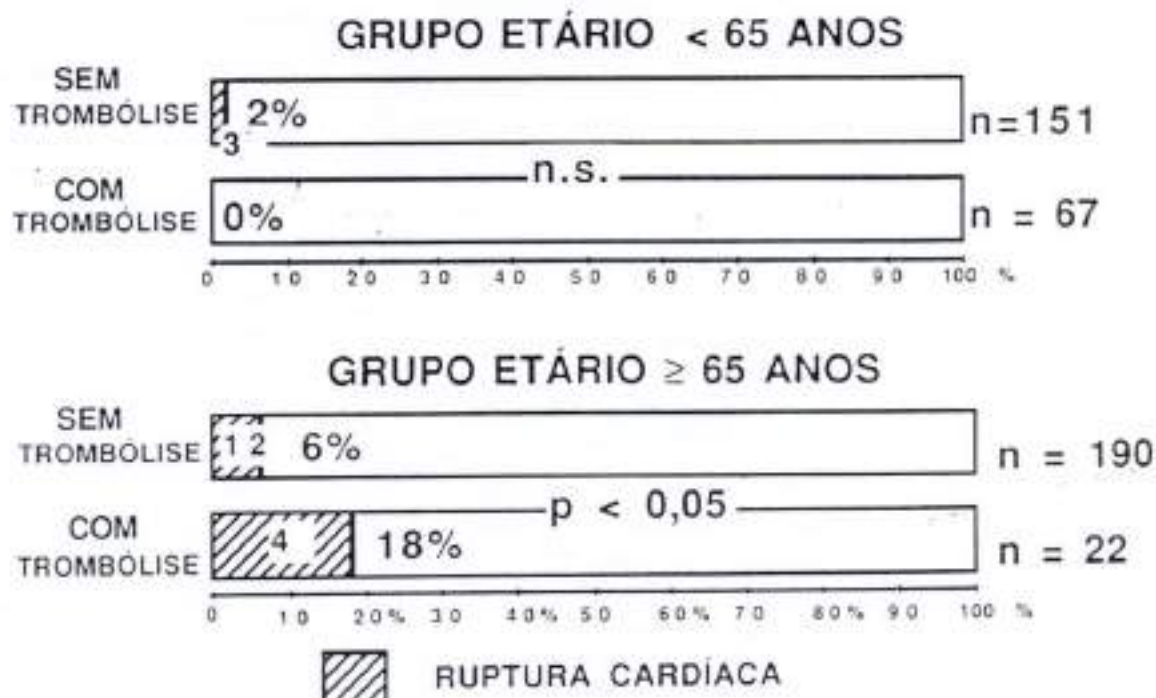 GRUPO ETÁRIO < 65 ANOS
SEM
TROMBÓLISE
2%
3
n=151
n.s.
COM
TROMBÓLISE
0%
n = 67
0 10 20 30 40 50 60 70 80 90 100 %
GRUPO ETÁRIO ≥ 65 ANOS
SEM
TROMBÓLISE
12
6%
n = 190
p < 0,05
COM
TROMBÓLISE
4
18%
n = 22
0 10 20% 30 40% 50 60% 70 80% 90 100 %
RUPTURA CARDÍACA